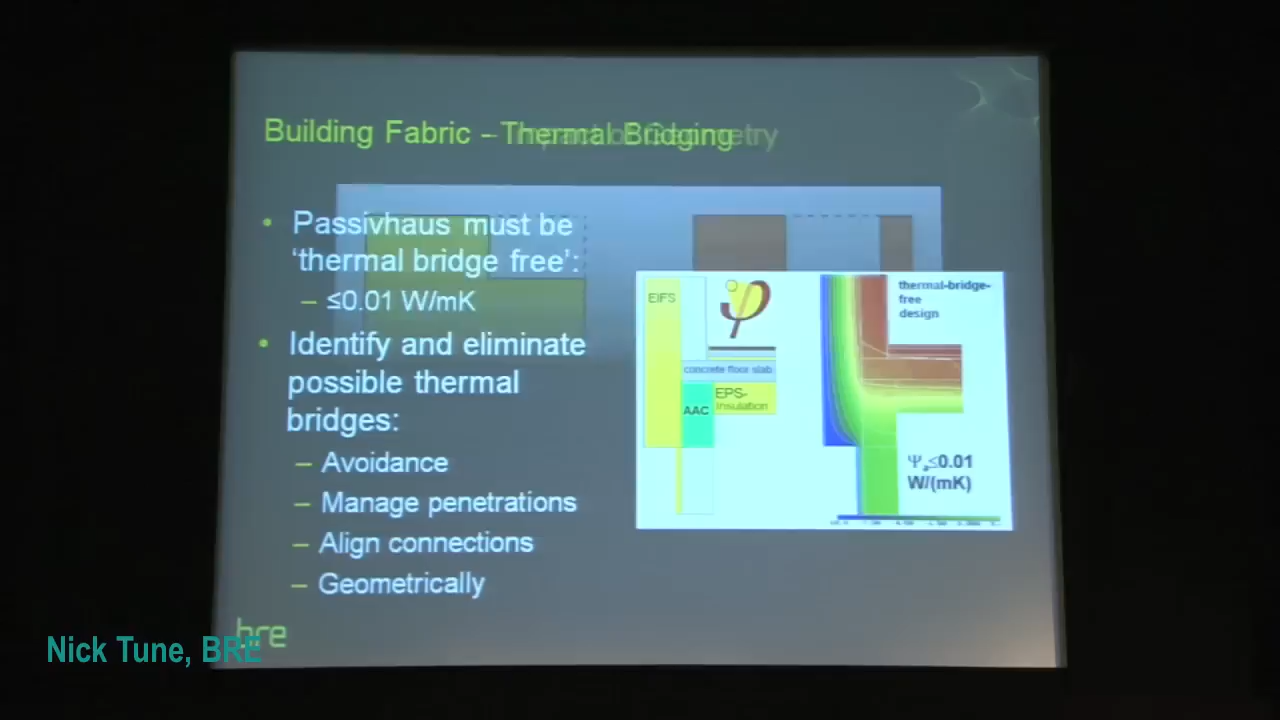 Building Fabric – Thermal Bridging
• Passivhaus must be
‘thermal bridge free’:
– ≤0.01 W/mK
• Identify and eliminate
possible thermal
bridges:
– Avoidance
– Manage penetrations
– Align connections
– Geometrically
EIFS
concrete floor slab
AAC
EPS-
insulation
thermal-bridge-
free
design
≤0.01
W/(mK)
bre
Nick Tune, BRE